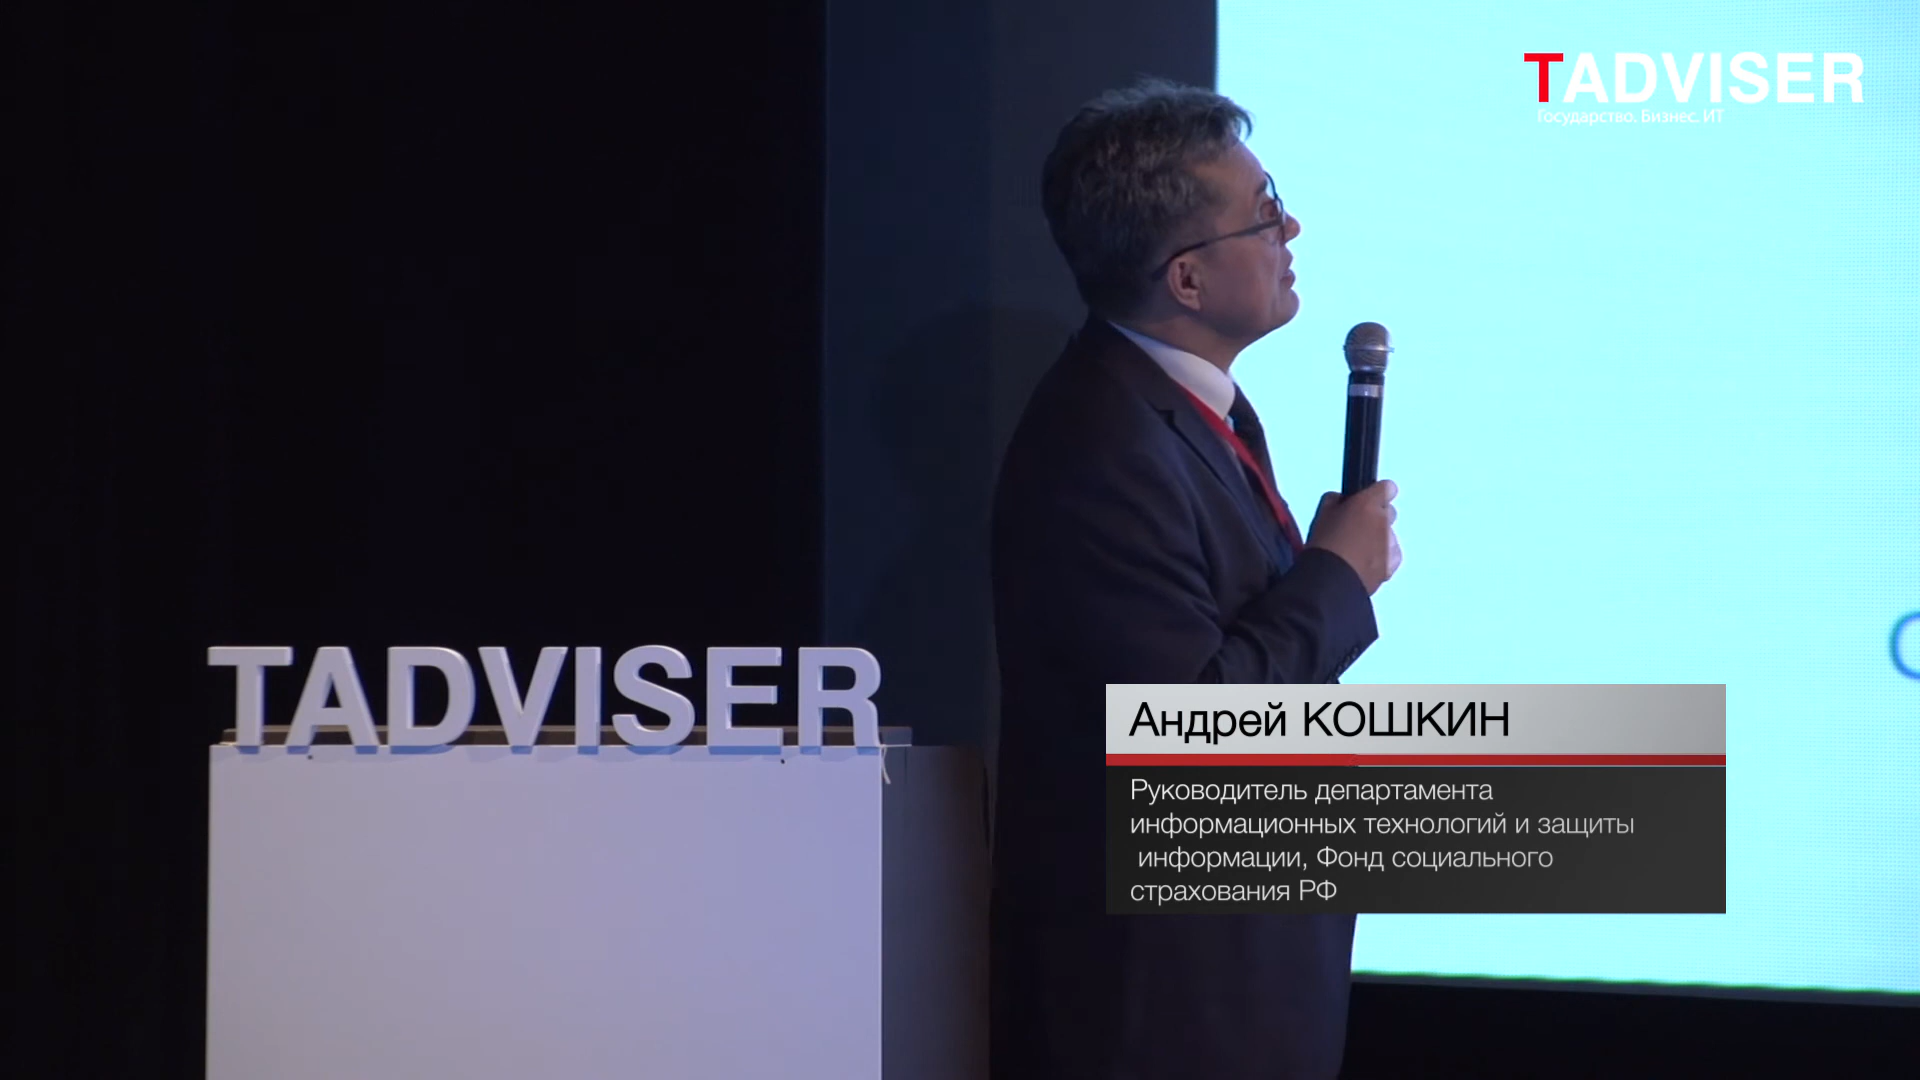 TADVISER
Государство. Бизнес. ИТ
TADVISER
Андрей КОШКИН
Руководитель департамента
информационных технологий и защиты
информации, Фонд социального
страхования РФ